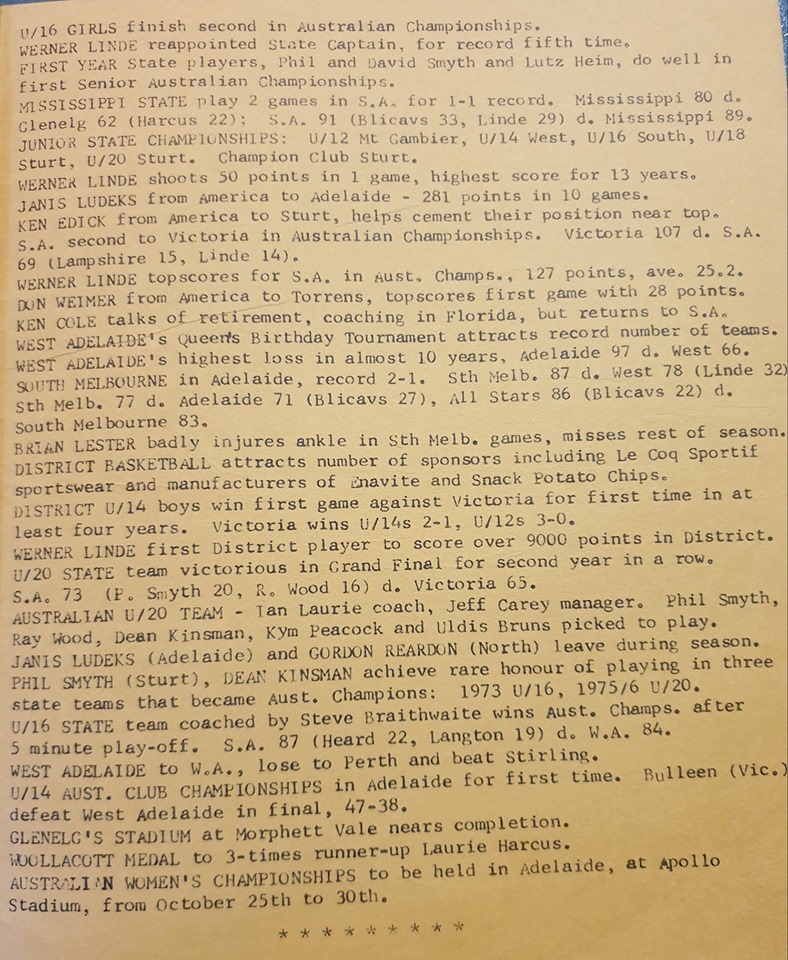 U/16 GIRLS finish second in Australian Championships.
WERNER LINDE reappointed State Captain, for record fifth time.
FIRST YEAR State players, Phil and David Smyth and Lutz Heim, do well in
first Senior Australian Championships.
MISSISSIPPI STATE play 2 games in S.A. for 1-1 record. Mississippi 80 d.
Glenelg 62 (Harcus 22); S.A. 91 (Blicavs 33, Linde 29) d. Mississippi 89.
JUNIOR STATE CHAMPIONSHIPS: U/12 Mt Gambier, U/14 West, U/16 South, U/18
Sturt, U/20 Sturt. Champion Club Sturt.
WERNER LINDE shoots 50 points in 1 game, highest score for 13 years.
JANIS LUDEKS from America to Adelaide - 281 points in 10 games.
KEN EDICK from America to Sturt, helps cement their position near top.
S.A. second to Victoria in Australian Championships. Victoria 107 d. S.A.
69 (Lampshire 15, Linde 14).
WERNER LINDE topscores for S.A. in Aust. Champs., 127 points, ave. 25.2.
DON WEIMER from America to Torrens, topscores first game with 28 points.
KEN COLE talks of retirement, coaching in Florida, but returns to S.A.
WEST ADELAIDE's Queen's Birthday Tournament attracts record number of teams.
WEST ADELAIDE's highest loss in almost 10 years, Adelaide 97 d. West 66.
SOUTH MELBOURNE in Adelaide, record 2-1. Sth Melb. 87 d. West 78 (Linde 32)
Sth Melb. 77 d. Adelaide 71 (Blicavs 27), All Stars 86 (Blicavs 22) d.
South Melbourne 83.
BRIAN LESTER badly injures ankle in Sth Melb. games, misses rest of season.
DISTRICT BASKETBALL attracts number of sponsors including Le Coq Sportif
sportswear and manufacturers of Enavite and Snack Potato Chips.
DISTRICT U/14 boys win first game against Victoria for first time in at
least four years. Victoria wins U/14s 2-1, U/12s 3-0.
WERNER LINDE first District player to score over 9000 points in District.
U/20 STATE team victorious in Grand Final for second year in a row.
S.A. 73 (P. Smyth 20, R. Wood 16) d. Victoria 65.
AUSTRALIAN U/20 TEAM - Ian Laurie coach, Jeff Carey manager. Phil Smyth,
Ray Wood, Dean Kinsman, Kym Peacock and Uldis Bruns picked to play.
JANIS LUDEKS (Adelaide) and GORDON REARDON (North) leave during season.
PHIL SMYTH (Sturt), DEAN KINSMAN achieve rare honour of playing in three
state teams that became Aust. Champions: 1973 U/16, 1975/6 U/20.
U/16 STATE team coached by Steve Braithwaite wins Aust. Champs. after
5 minute play-off. S.A. 87 (Heard 22, Langton 19) d. W.A. 84.
WEST ADELAIDE to W.A., lose to Perth and beat Stirling.
U/14 AUST. CLUB CHAMPIONSHIPS in Adelaide for first time. Bulleen (Vic.)
defeat West Adelaide in final, 47-38.
GLENELG'S STADIUM at Morphett Vale nears completion.
WOOLLACOTT MEDAL to 3-times runner-up Laurie Harcus.
AUSTRALIAN WOMEN'S CHAMPIONSHIPS to be held in Adelaide, at Apollo
Stadium, from October 25th to 30th.
* * * * * * * * *